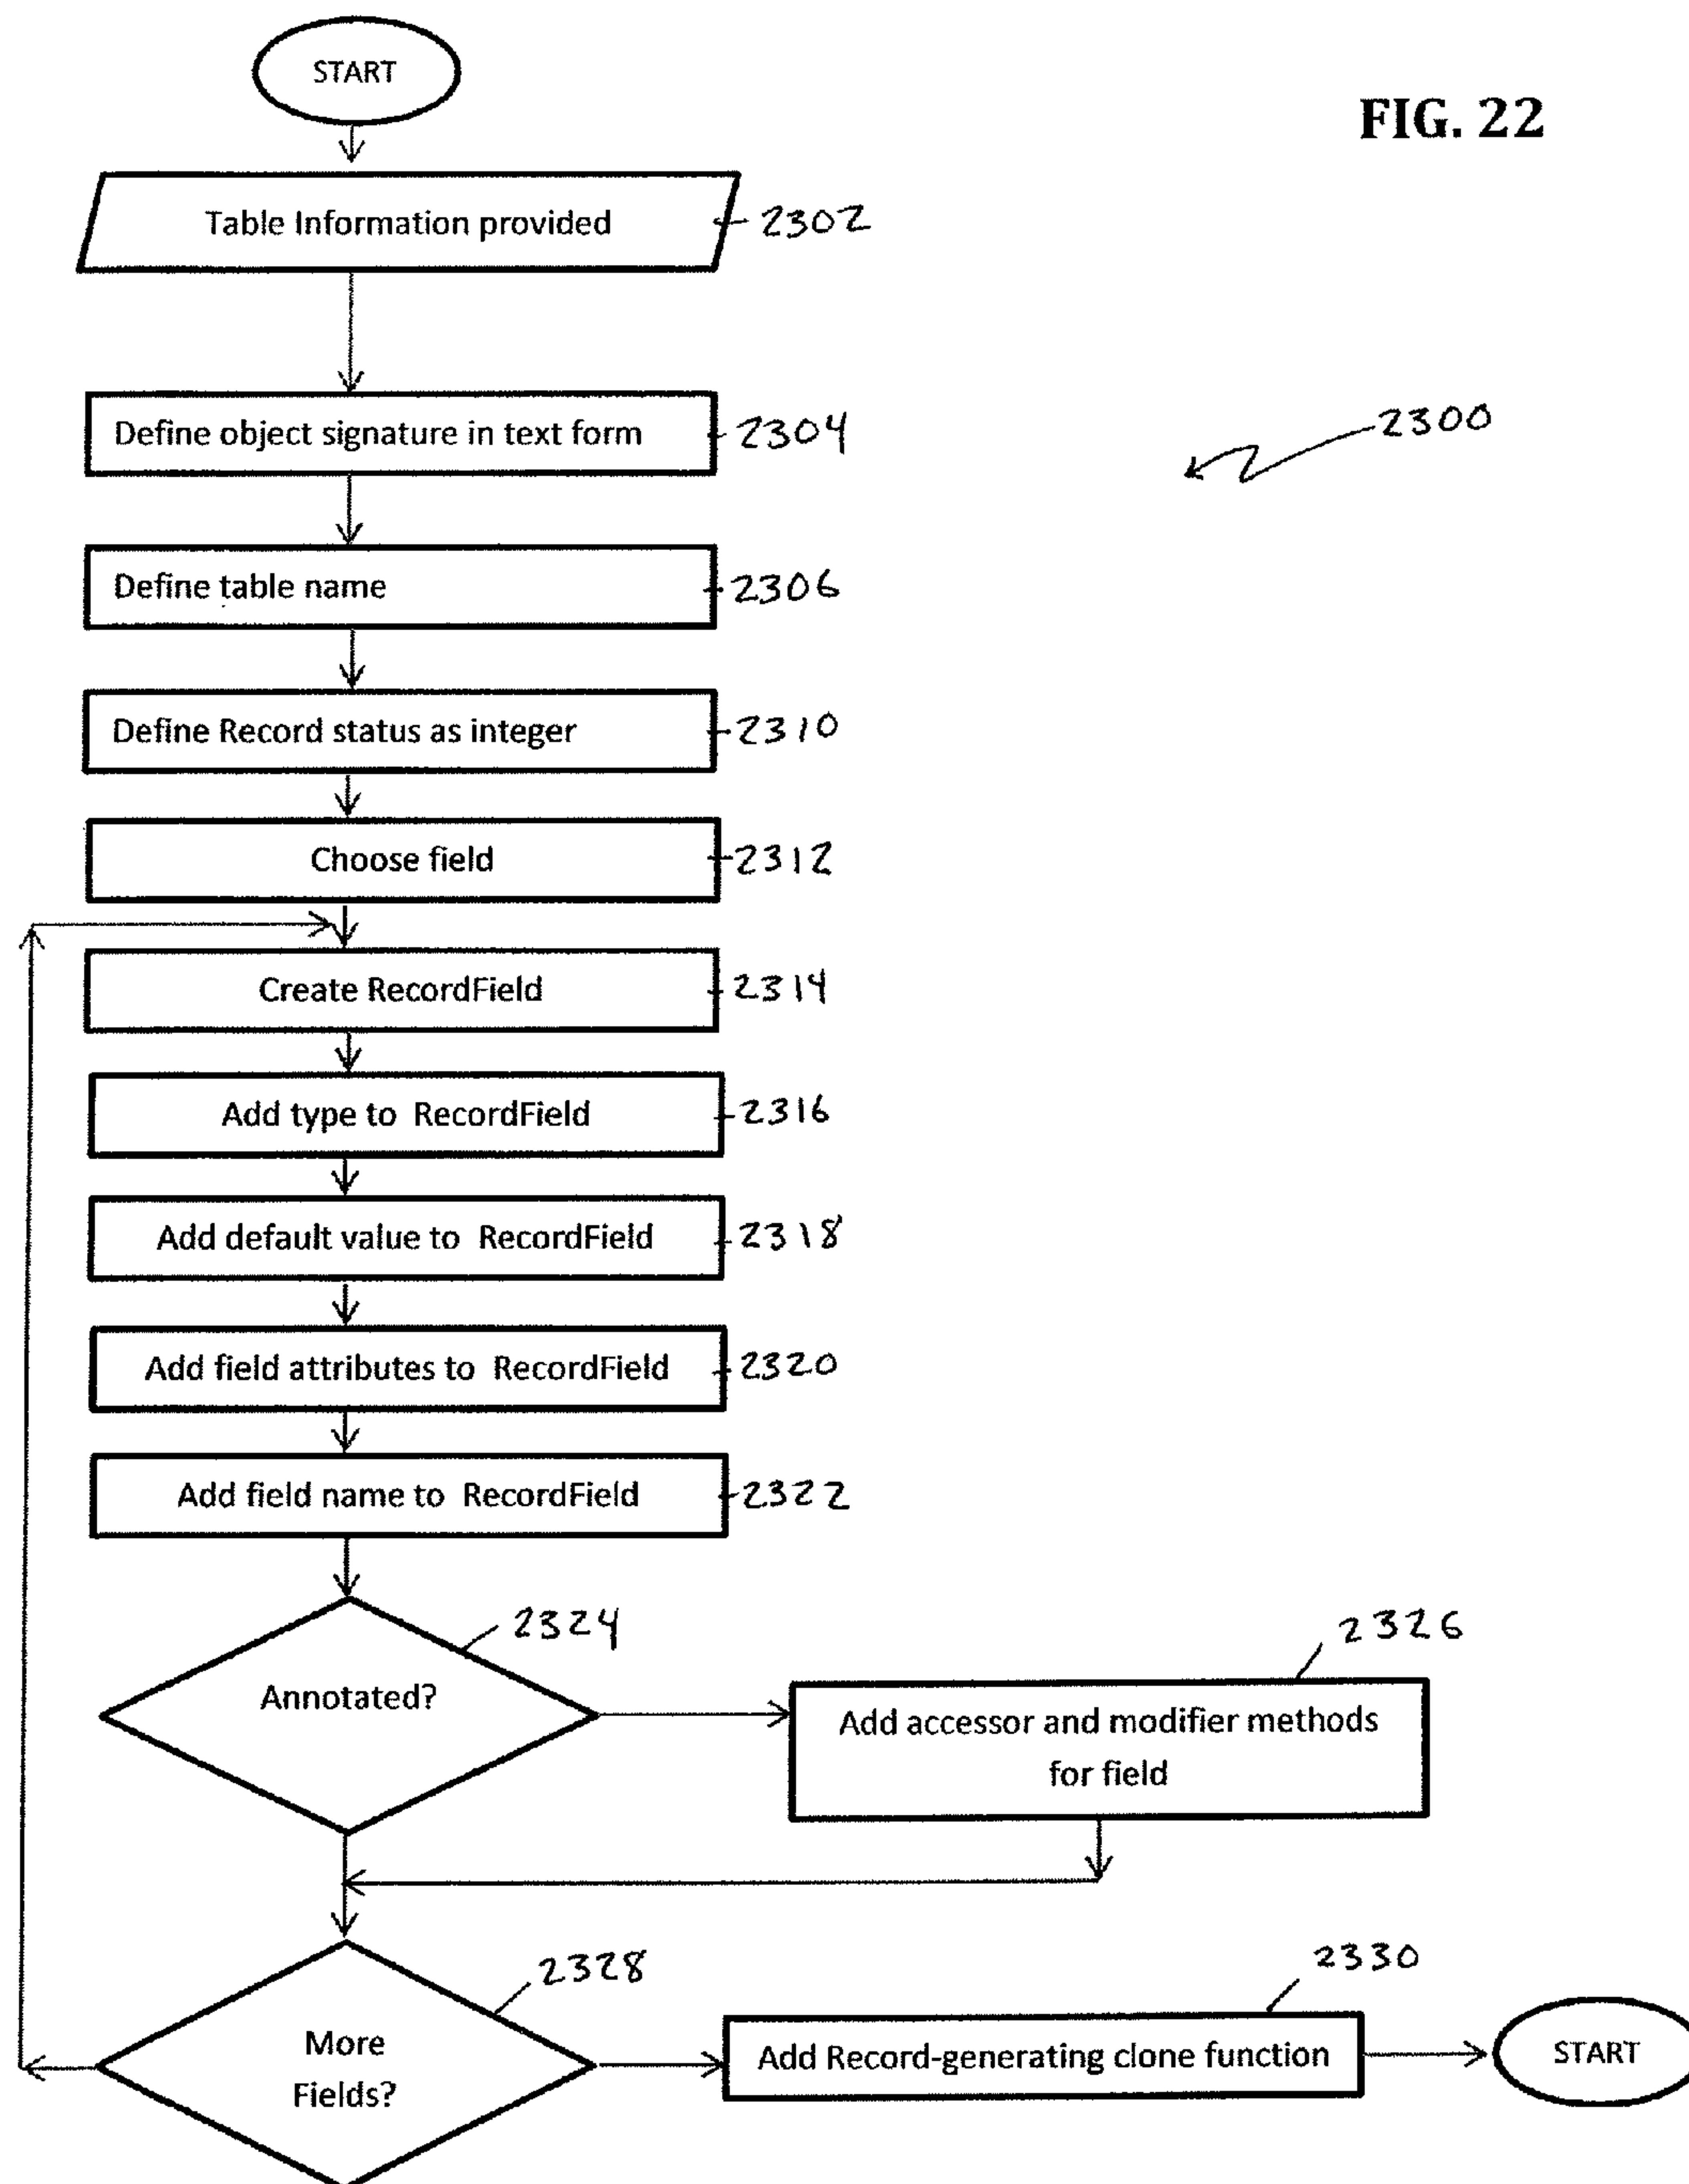 START
FIG. 22
Table Information provided
2302
Define object signature in text form
2304
2300
Define table name
2306
Define Record status as integer
2310
Choose field
2312
Create RecordField
2314
Add type to RecordField
2316
Add default value to RecordField
2318
Add field attributes to RecordField
2320
Add field name to RecordField
2322
Annotated?
2324
2326
Add accessor and modifier methods
for field
More
Fields?
2328
2330
Add Record-generating clone function
START